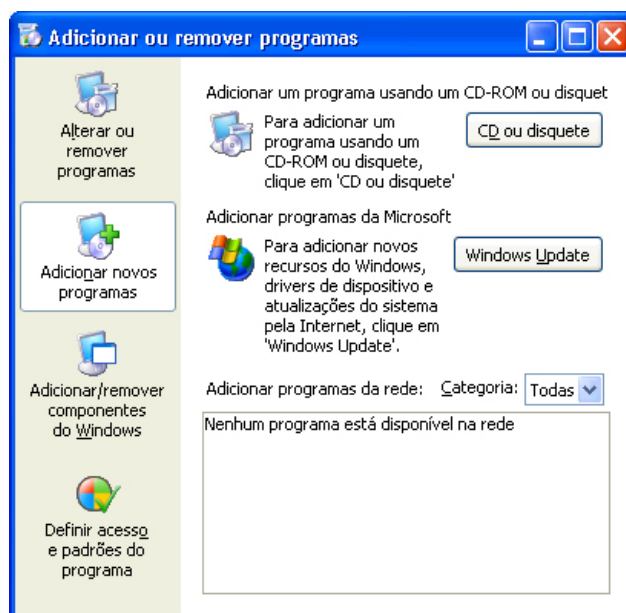 Adicionar ou remover programas
Alterar ou
remover
programas
Adicionar novos
programas
Adicionar/remover
componentes
do Windows
Definir acesso
e padrões do
programa
Adicionar um programa usando um CD-ROM ou disquet
Para adicionar um
programa usando um
CD-ROM ou disquete,
clique em 'CD ou disquete'
CD ou disquete
Adicionar programas da Microsoft
Para adicionar novos
recursos do Windows,
drivers de dispositivo e
atualizações do sistema
pela Internet, clique em
'Windows Update'.
Windows Update
Adicionar programas da rede: Categoria: Todas
Nenhum programa está disponível na rede